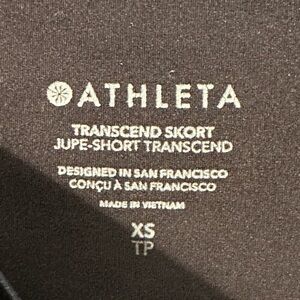 ATHLETA
TRANSCEND SKORT
JUPE-SHORT TRANSCEND
DESIGNED IN SAN FRANCISCO
CONÇU À SAN FRANCISCO
MADE IN VIETNAM
XS
TP